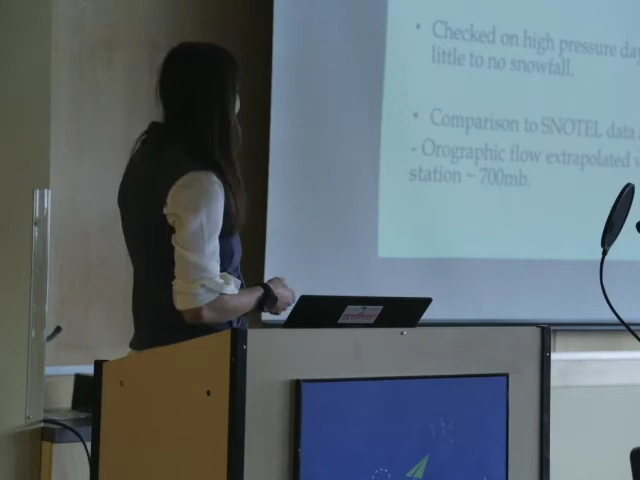 • Checked on high pressure day
little to no snowfall.
• Comparison to SNOTEL data
- Orographic flow extrapolated
station ~ 700mb.